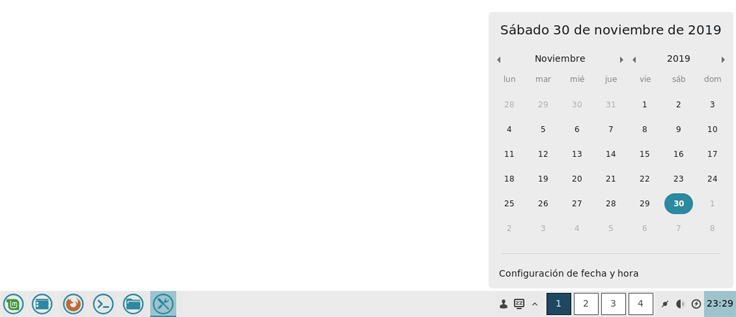 Sábado 30 de noviembre de 2019
Noviembre 2019
lun mar mié jue vie sáb dom
28 29 30 31 1 2 3
4 5 6 7 8 9 10
11 12 13 14 15 16 17
18 19 20 21 22 23 24
25 26 27 28 29 30 1
2 3 4 5 6 7 8
Configuración de fecha y hora
1 2 3 4 23:29